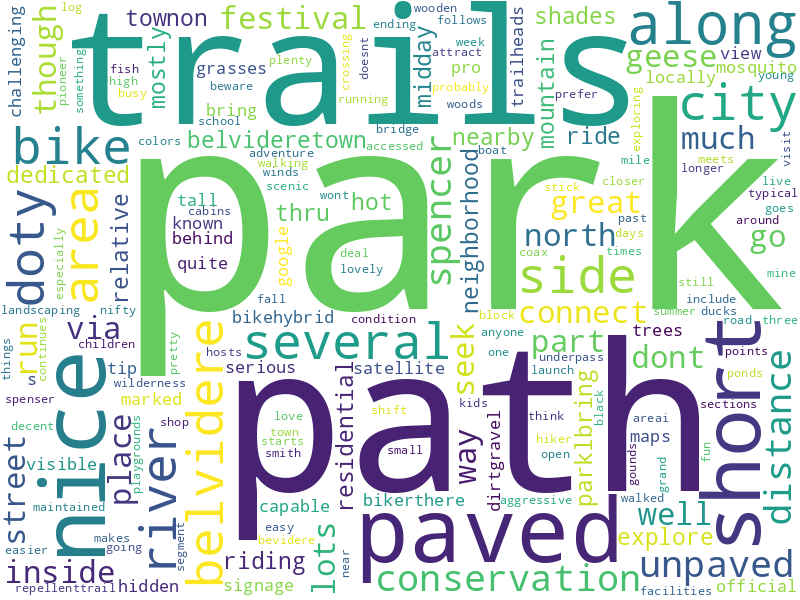 log
wooden
follows
ending
townon
festival
shades
along
challenging
though
pioneer
something
mostly
trails
midday
week
attract
doesnt
crossing
trailheads
geese
view
locally
mosquito
young
grasses
plenty
fish
high
beware
pro
probably
prefer
mountain
busy
bring
running
woods
city
bike
school
bridge
nearby
ride
exploring
much
visit
colors
belvideretown
adventure
accessed
boat
mile
meets
longer
dedicated
walking
winds
scenic
wont
spencer
neighborhood
stick
closer
live
typical
doty
area
relative
tall
cabins
thru
hot
great
past
around
goes
known
behind
quite
google
deal
lovely
park
north
days
times
coax
go
mine
especially
side
still
landscaping
nifty
fall
condition
connect
summer
include
ducks
road
three
via
bikehybrid
block
run
continues
children
pretty
several
anyone
part
trees
things
s
tip
hosts
serious
satellite
seek
one
underpass
launch
dont
points
ponds
wilderness
marked
nice
belvidere
residential
kids
think
areai
sections
short
spenser
shop
love
shift
path
way
hiker
open
black
maps
decent
place
playgrounds
river
town
starts
smith
small
dirtgravel
parklbring
gounds
grand
fun
distance
street
visible
maintained
capable
bikerthere
aggressive
walked
well
easier
makes
going
segment
easy
bevidere
lots
near
paved
explore
unpaved
inside
riding
conservation
repellenttrail
hidden
signage
facilities
official